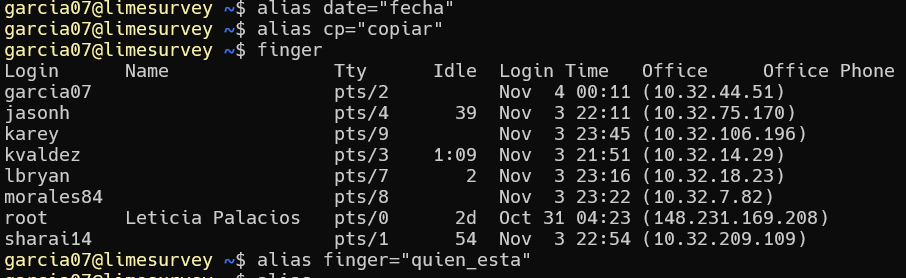 garcia07@limesurvey ~$ alias date="fecha"
garcia07@limesurvey ~$ alias cp="copiar"
garcia07@limesurvey ~$ finger
Login      Name               Tty      Idle  Login Time   Office     Office Phone
garcia07                      pts/2          Nov  4 00:11 (10.32.44.51)
jasonh                        pts/4      39  Nov  3 22:11 (10.32.75.170)
karey                         pts/9          Nov  3 23:45 (10.32.106.196)
kvaldez                       pts/3    1:09  Nov  3 21:51 (10.32.14.29)
lbryan                        pts/7       2  Nov  3 23:16 (10.32.18.23)
morales84                     pts/8          Nov  3 23:22 (10.32.7.82)
root       Leticia Palacios   pts/0      2d  Oct 31 04:23 (148.231.169.208)
sharai14                      pts/1      54  Nov  3 22:54 (10.32.209.109)
garcia07@limesurvey ~$ alias finger="quien_esta"
garcia07@limesurvey ~$ alias